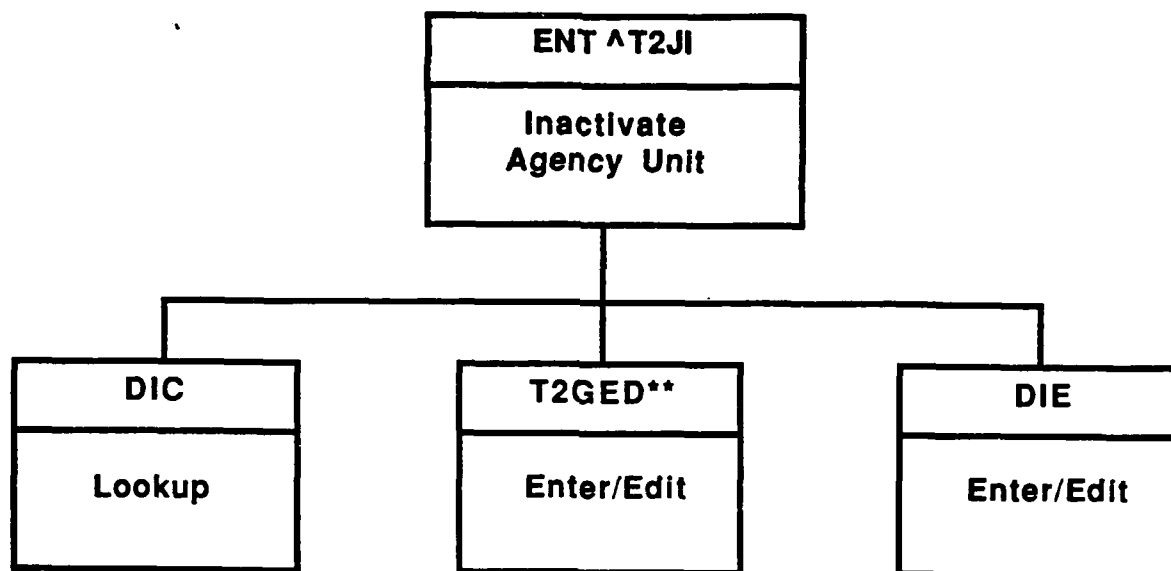 ENT ^T2JI
Inactivate
Agency Unit
DIC
T2GED**
DIE
Lookup
Enter/Edit
Enter/Edit